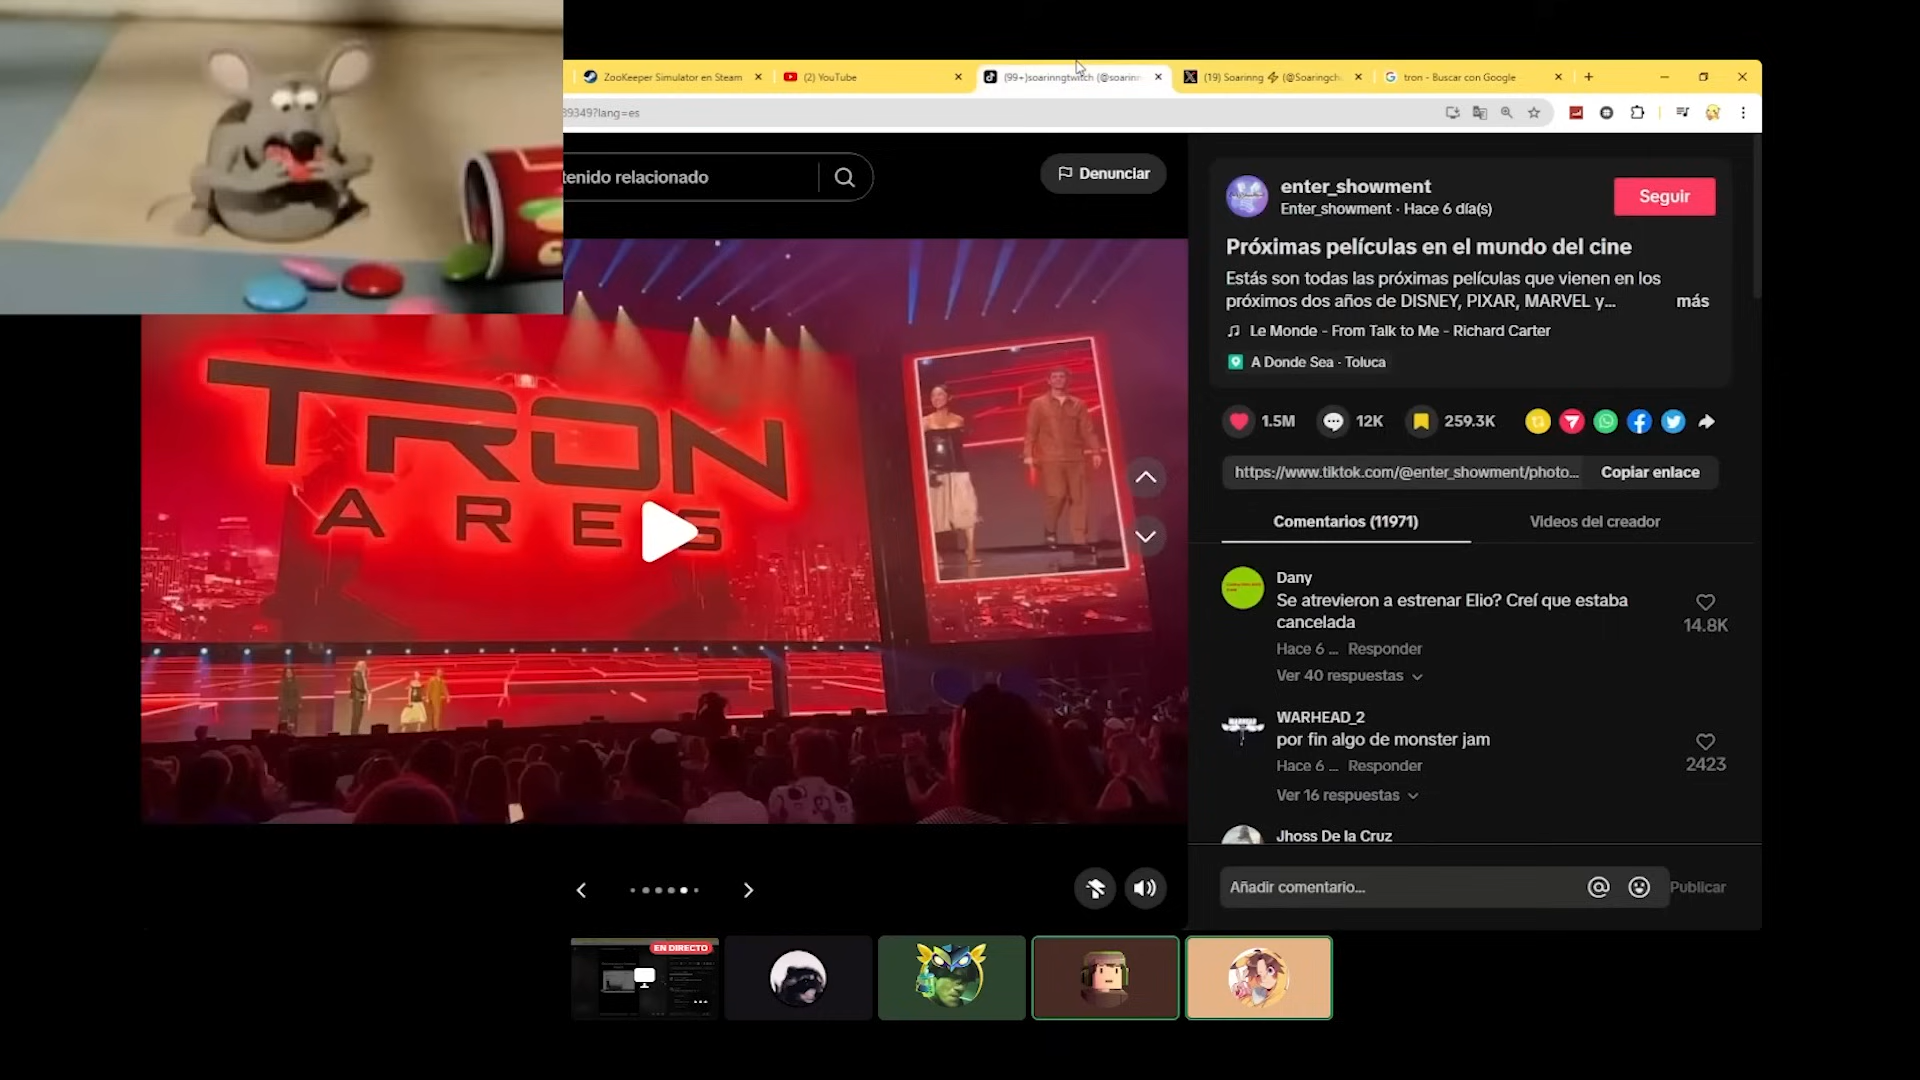 ZooKeeper Simulator en Steam
(2) YouTube
(99+)soarinngtwitch (@soarinn
(19) Soarinng ⚡ (@Soaringch
tron - Buscar con Google
89349?lang=es
tenido relacionado
Denunciar
enter_showment
Enter_showment · Hace 6 día(s)
Seguir
Próximas películas en el mundo del cine
Estás son todas las próximas películas que vienen en los
próximos dos años de DISNEY, PIXAR, MARVEL y...
más
Le Monde - From Talk to Me - Richard Carter
A Donde Sea · Toluca
1.5M
12K
259.3K
https://www.tiktok.com/@enter_showment/photo...
Copiar enlace
Comentarios (11971)
Videos del creador
Dany
Se atrevieron a estrenar Elio? Creí que estaba
cancelada
14.8K
Hace 6 ... Responder
Ver 40 respuestas
WARHEAD_2
por fin algo de monster jam
2423
Hace 6 ... Responder
Ver 16 respuestas
Jhoss De la Cruz
Añadir comentario...
Publicar
TRON
ARES
EN DIRECTO